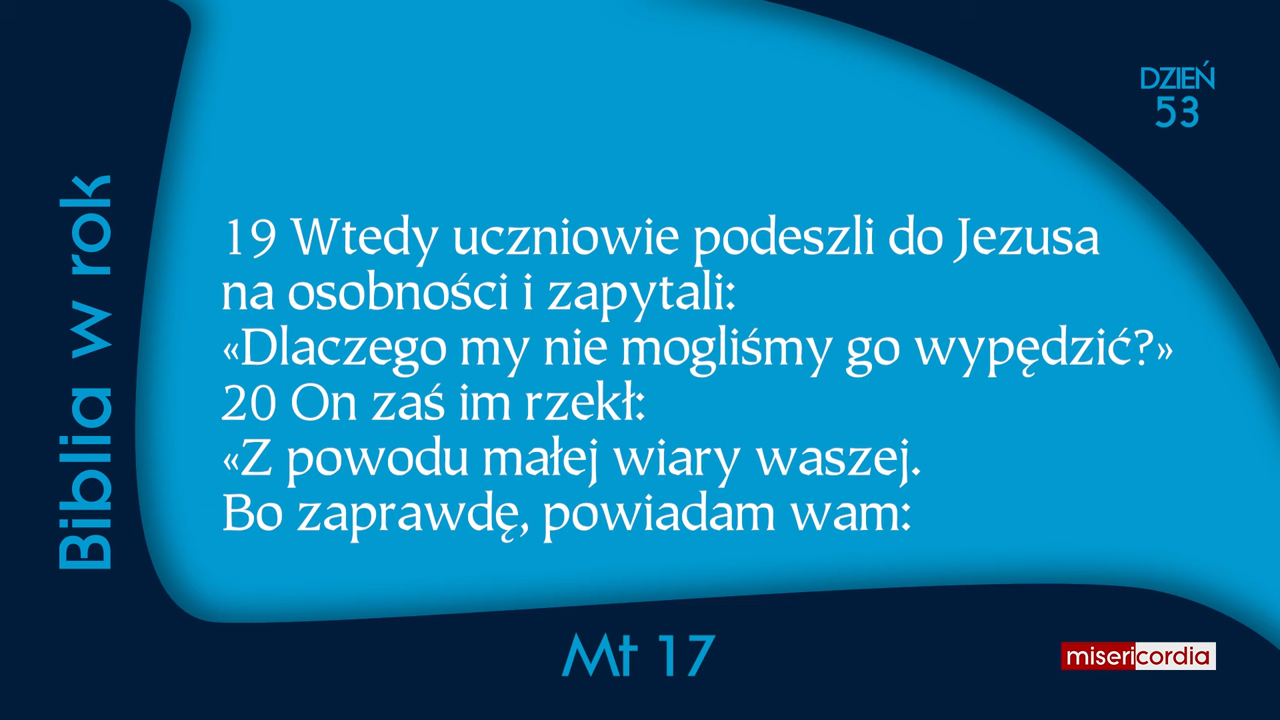 DZIEŃ
53
Biblia w rok
19 Wtedy uczniowie podeszli do Jezusa
na osobności i zapytali:
«Dlaczego my nie mogliśmy go wypędzić?»
20 On zaś im rzekł:
«Z powodu małej wiary waszej.
Bo zaprawdę, powiadam wam:
Mt 17
misericordia